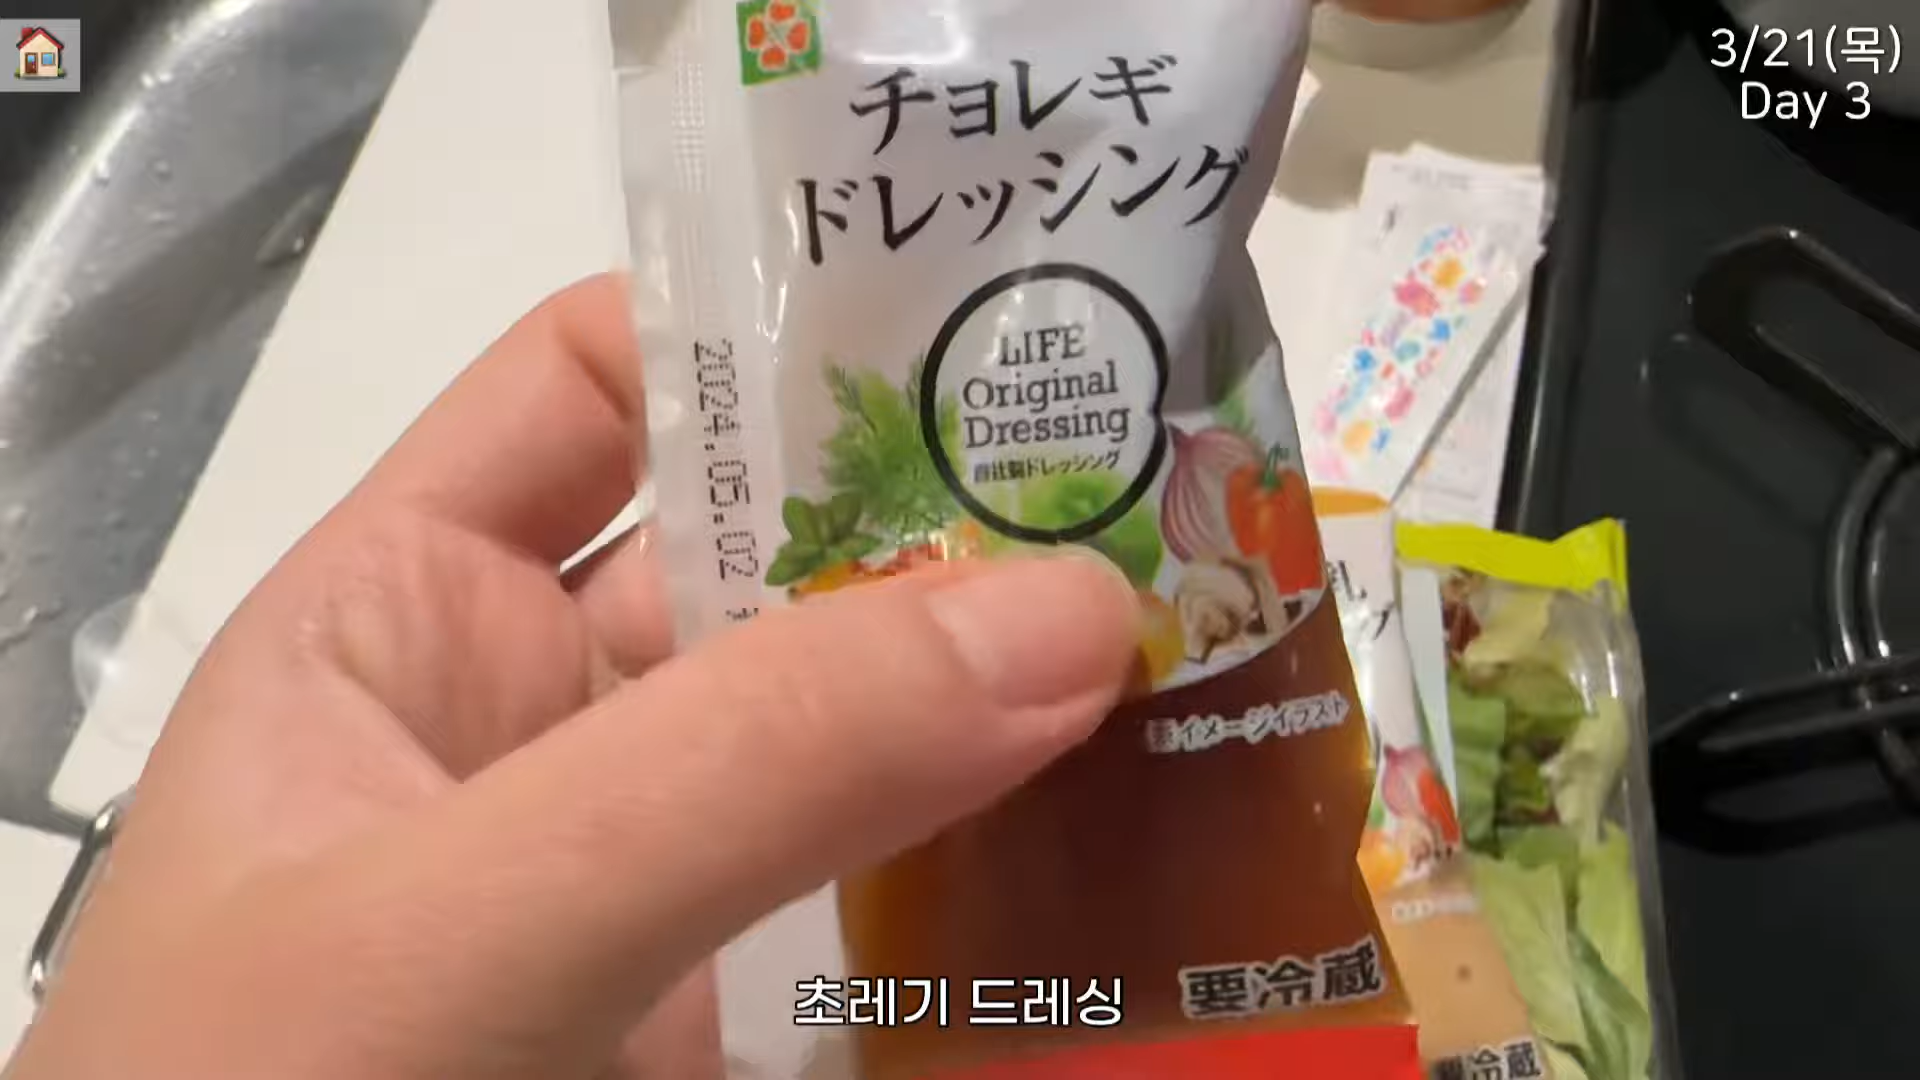 3/21(목)
Day 3
チョレギ
ドレッシング
LIFE
Original
Dressing
自社製ドレッシング
2024.05.02
乳
※イメージイラスト
要冷蔵
要冷蔵
초레기 드레싱